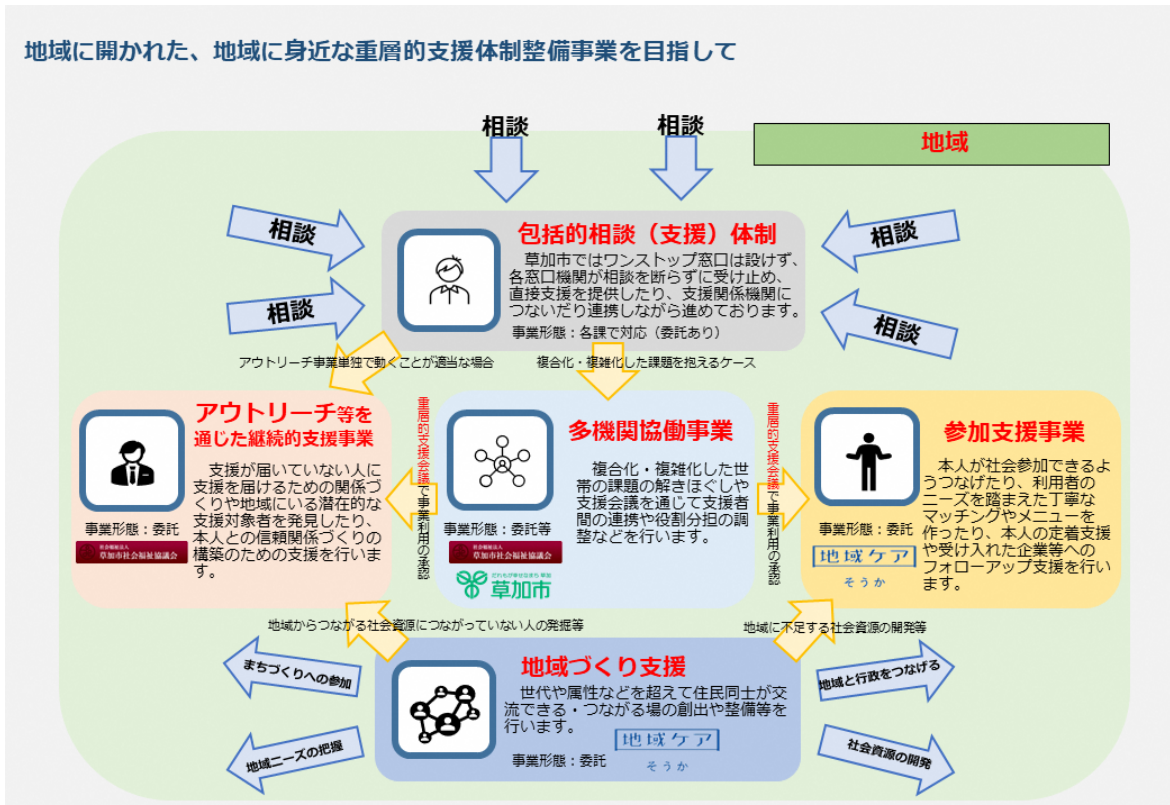 地域に開かれた、地域に身近な重層的支援体制整備事業を目指して
相談
相談
地域
相談
相談
相談
相談
包括的相談（支援）体制
草加市ではワンストップ窓口は設けず、
各窓口機関が相談を断らずに受け止め、
直接支援を提供したり、支援関係機関に
つないだり連携しながら進めております。
事業形態：各課で対応（委託あり）
アウトリーチ事業単独で動くことが適当な場合
複合化・複雑化した課題を抱えるケース
アウトリーチ等を
通じた継続的支援事業
支援が届いていない人に
支援を届けるための関係づ
くりや地域にいる潜在的な
支援対象者を発見したり、
本人との信頼関係づくりの
構築のための支援を行いま
す。
事業形態：委託
社会福祉法人
草加市社会福祉協議会
重層的支援会議で事業利用の承認
多機関協働事業
複合化・複雑化した世
帯の課題の解きほぐしや
支援会議を通じて支援者
間の連携や役割分担の調
整などを行います。
事業形態：委託等
社会福祉法人
草加市社会福祉協議会
だれもが幸せなまち 草加
草加市
重層的支援会議で事業利用の承認
参加支援事業
本人が社会参加できるよ
うつなげたり、利用者の
ニーズを踏まえた丁寧な
マッチングやメニューを
作ったり、本人の定着支援
や受け入れた企業等への
フォローアップ支援を行い
ます。
事業形態：委託
地域ケア
そうか
地域からつながる社会資源につながっていない人の発掘等
地域に不足する社会資源の開発等
まちづくりへの参加
地域ニーズの把握
地域づくり支援
世代や属性などを超えて住民同士が交
流できる・つながる場の創出や整備等を
行います。
事業形態：委託
地域ケア
そうか
地域と行政をつなげる
社会資源の開発